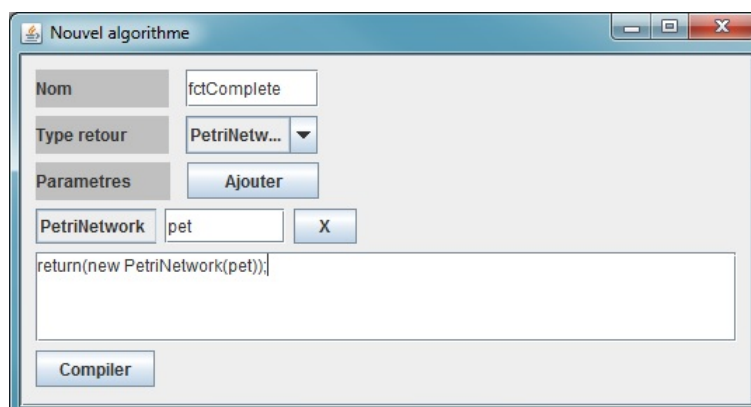 Nouvel algorithme
Nom fctComplete
Type retour PetriNetw...
Parametres Ajouter
PetriNetwork pet X
return(new PetriNetwork(pet));
Compiler